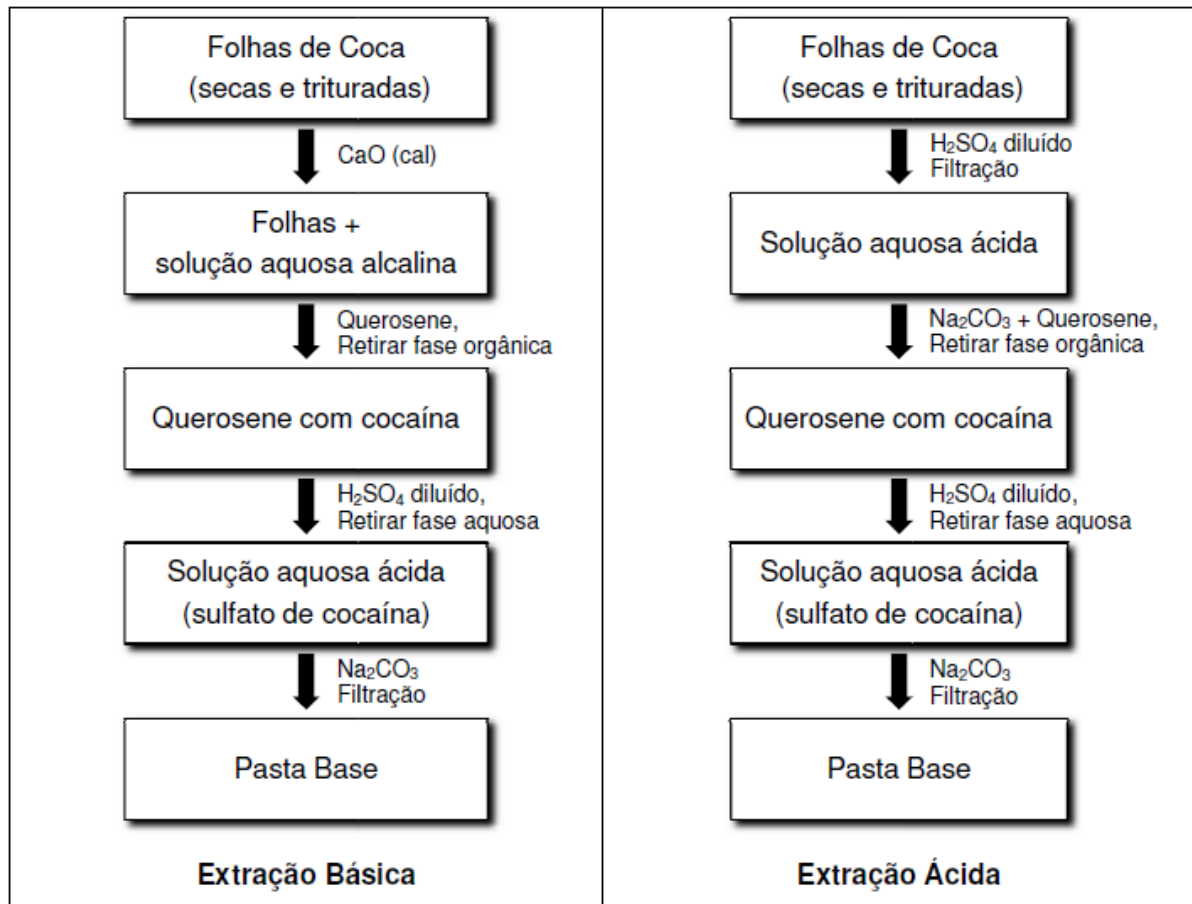 Folhas de Coca
(secas e trituradas)
CaO (cal)
Folhas +
solução aquosa alcalina
Querosene,
Retirar fase orgânica
Querosene com cocaína
H₂SO₄ diluído,
Retirar fase aquosa
Solução aquosa ácida
(sulfato de cocaína)
Na₂CO₃
Filtração
Pasta Base
Extração Básica
Folhas de Coca
(secas e trituradas)
H₂SO₄ diluído
Filtração
Solução aquosa ácida
Na₂CO₃ + Querosene,
Retirar fase orgânica
Querosene com cocaína
H₂SO₄ diluído,
Retirar fase aquosa
Solução aquosa ácida
(sulfato de cocaína)
Na₂CO₃
Filtração
Pasta Base
Extração Ácida